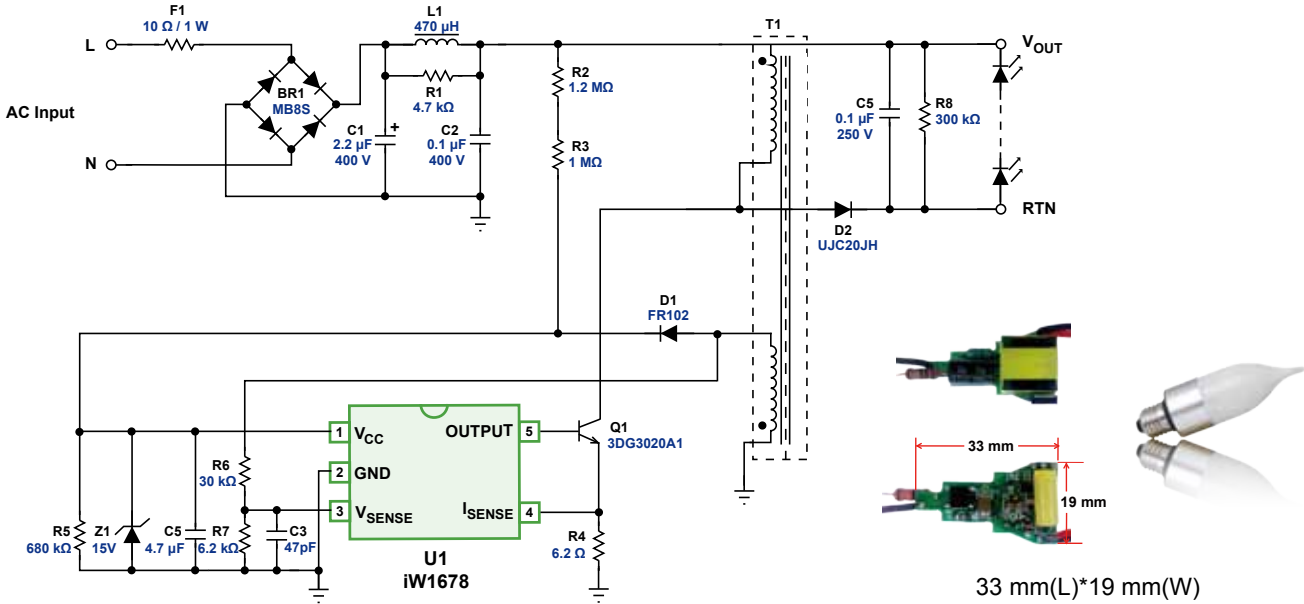 F1
10 Ω / 1 W
L
AC Input
N
BR1
MB8S
L1
470 µH
R1
4.7 kΩ
C1
+
2.2 µF
400 V
C2
0.1 µF
400 V
R2
1.2 MΩ
R3
1 MΩ
T1
C5
0.1 µF
250 V
R8
300 kΩ
VOUT
RTN
D2
UJC20JH
D1
FR102
Q1
3DG3020A1
1 VCC
2 GND
3 VSENSE
OUTPUT 5
ISENSE 4
U1
iW1678
R6
30 kΩ
R5
680 kΩ
Z1
15V
C5
4.7 µF
R7
6.2 kΩ
C3
47pF
R4
6.2 Ω
33 mm
19 mm
33 mm(L)*19 mm(W)